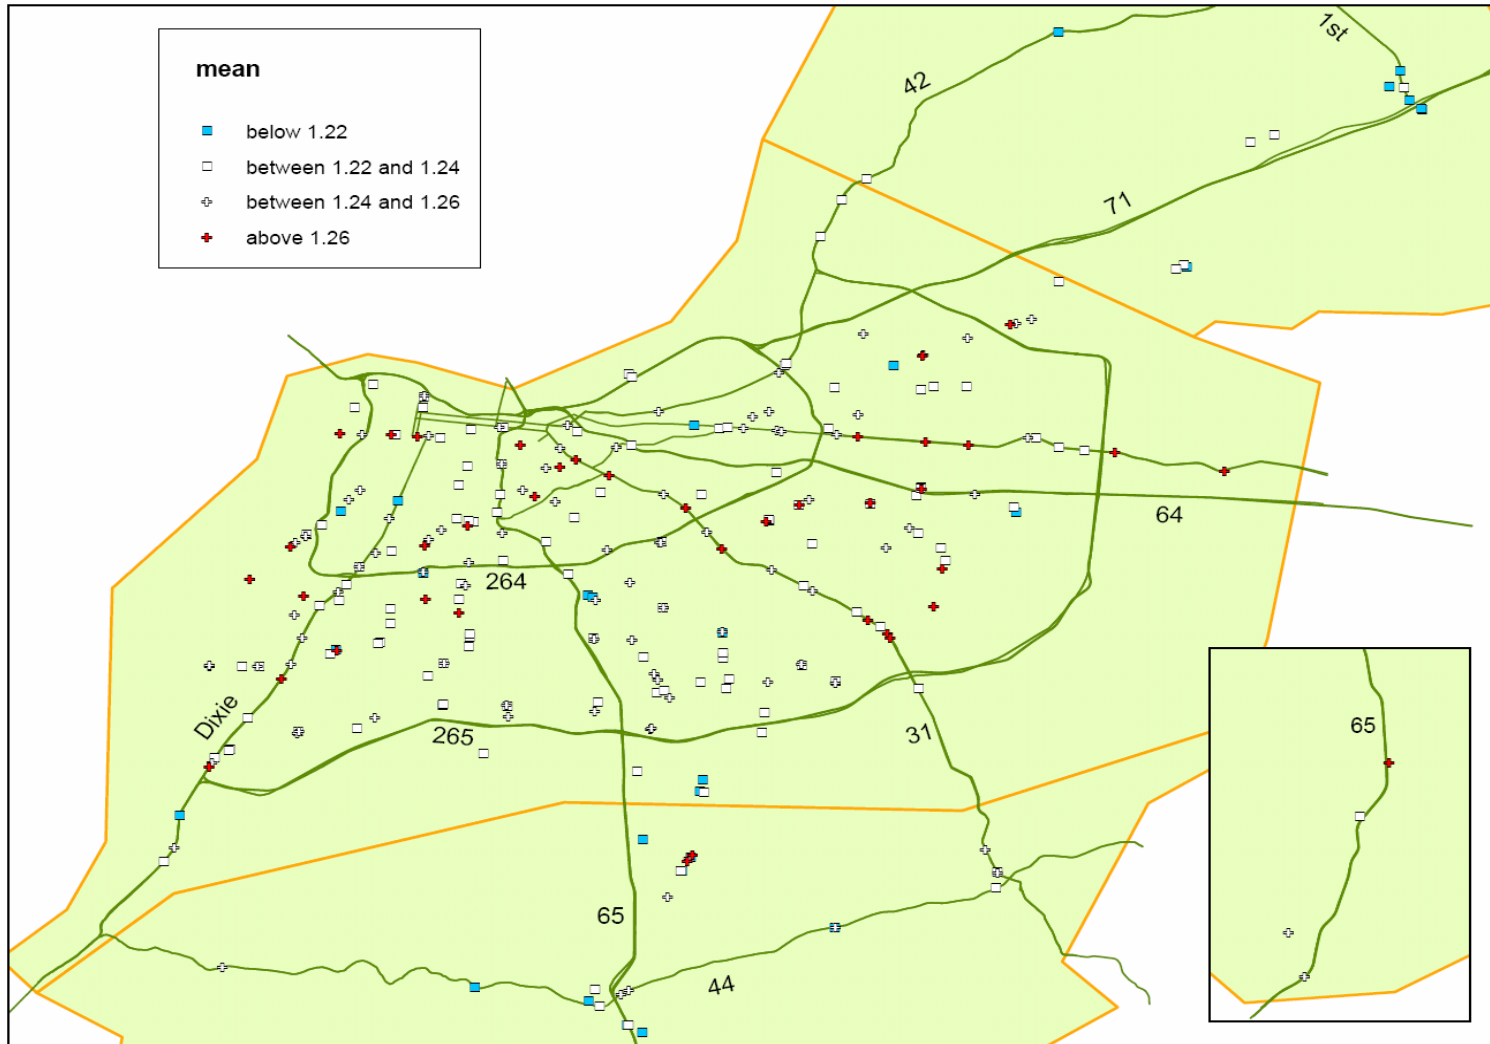 mean
below 1.22
between 1.22 and 1.24
between 1.24 and 1.26
above 1.26
1st
42
71
64
264
Dixie
265
31
65
65
44